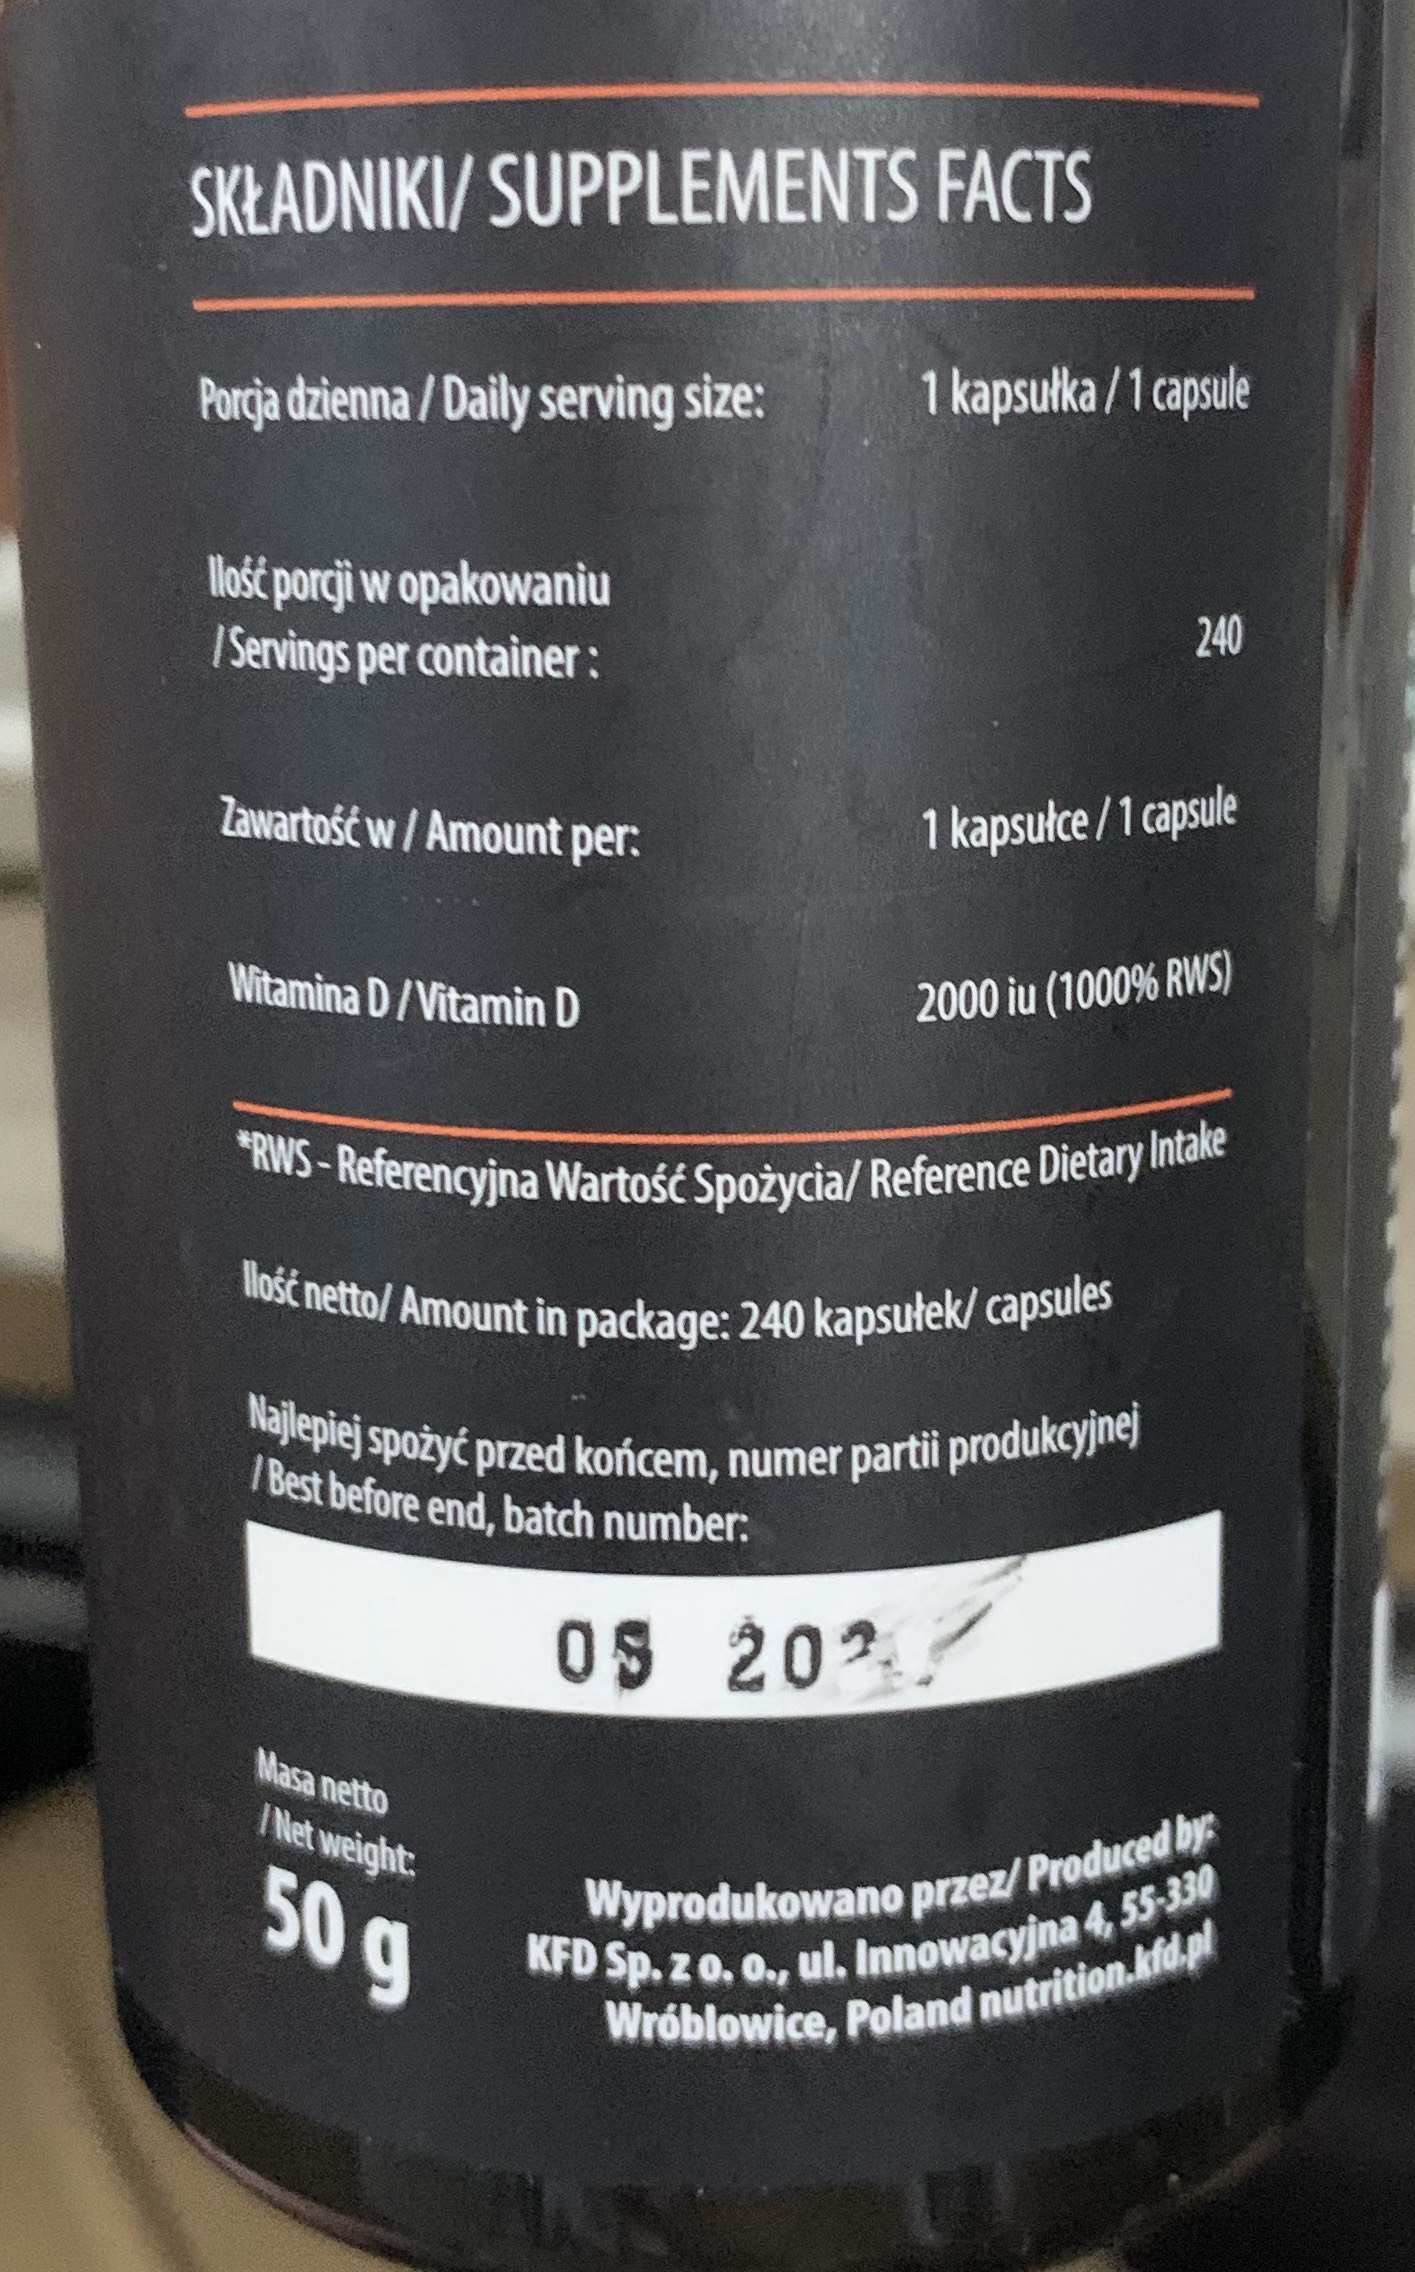 SKŁADNIKI/ SUPPLEMENTS FACTS
Porcja dzienna / Daily serving size: 1 kapsułka / 1 capsule
Ilość porcji w opakowaniu
/ Servings per container : 240
Zawartość w / Amount per: 1 kapsułce / 1 capsule
Witamina D / Vitamin D 2000 iu (1000% RWS)
*RWS - Referencyjna Wartość Spożycia/ Reference Dietary Intake
Ilość netto/ Amount in package: 240 kapsułek/ capsules
Najlepiej spożyć przed końcem, numer partii produkcyjnej
/ Best before end, batch number:
Masa netto
/ Net weight:
50 g
Wyprodukowano przez/ Produced by:
KFD Sp. z o. o., ul. Innowacyjna 4, 55-330
Wróblowice, Poland nutrition.kfd.pl